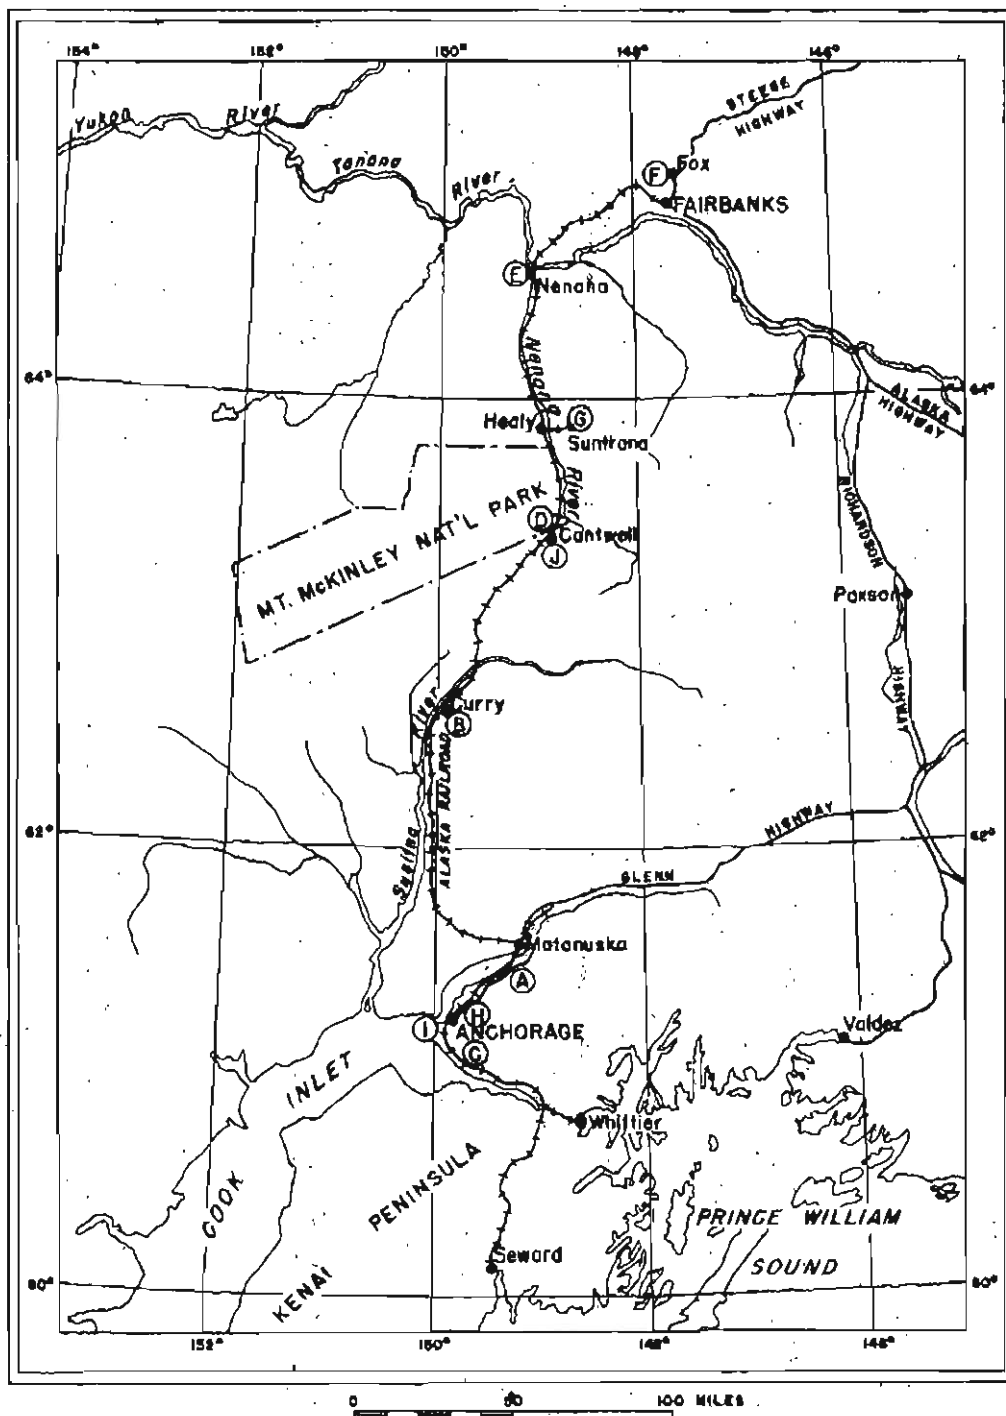 154° 152° 150° 148° 146°
STEESE
HIGHWAY
Yukon River
Tanana
River
F Fox
FAIRBANKS
E
Nenana
Nenana
64° 64°
ALASKA
HIGHWAY
Healy G
Suntrana
River
RICHARDSON
MT. McKINLEY NAT'L PARK
D
Cantwell
J
Paxson
HIGHWAY
River
Curry
B
ALASKA RAILROAD
HIGHWAY
62° 62°
Susitna
GLENN
Matanuska
A
H
I ANCHORAGE
C
Valdez
INLET
Whittier
COOK
PENINSULA
PRINCE WILLIAM
SOUND
Seward
KENAI
60° 60°
152° 150° 148° 146°
0 50 100 MILES